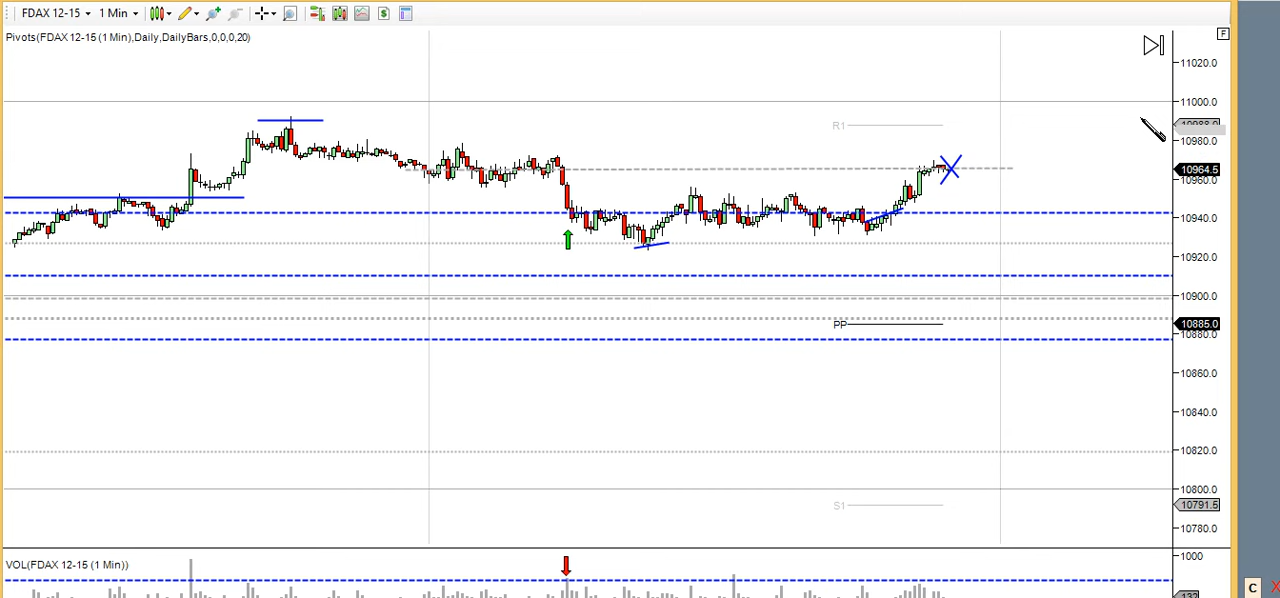 FDAX 12-15 1 Min
Pivots(FDAX 12-15 (1 Min),Daily,DailyBars,0,0,0,20)
F
11020.0
11000.0
R1
10980.0
10964.5
10960.0
10940.0
10920.0
10900.0
PP
10885.0
10880.0
10860.0
10840.0
10820.0
10800.0
S1
10791.5
10780.0
VOL(FDAX 12-15 (1 Min))
1000
C
X
132